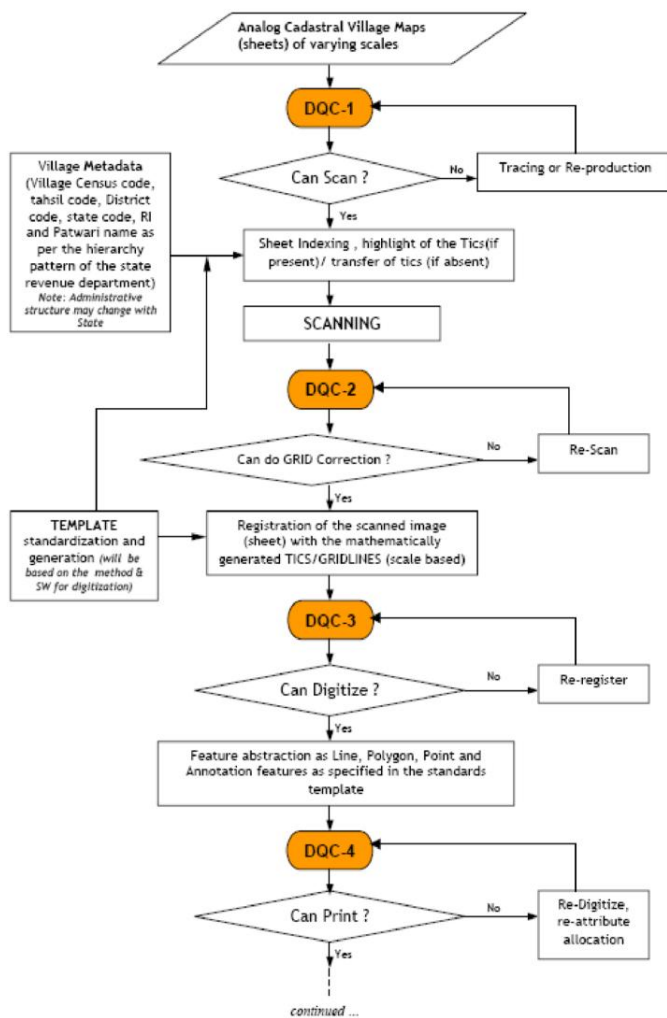 Analog Cadastral Village Maps
(sheets) of varying scales
DQC-1
Can Scan ?
No
Tracing or Re-production
Yes
Village Metadata
(Village Census code,
tahsil code, District
code, state code, RI
and Patwari name as
per the hierarchy
pattern of the state
revenue department)
Note: Administrative
structure may change with
State
Sheet Indexing , highlight of the Tics(if
present)/ transfer of tics (if absent)
SCANNING
DQC-2
Can do GRID Correction ?
No
Re-Scan
Yes
TEMPLATE
standardization and
generation (will be
based on the method &
SW for digitization)
Registration of the scanned image
(sheet) with the mathematically
generated TICS/GRIDLINES (scale based)
DQC-3
Can Digitize ?
No
Re-register
Yes
Feature abstraction as Line, Polygon, Point and
Annotation features as specified in the standards
template
DQC-4
Can Print ?
No
Re-Digitize,
re-attribute
allocation
Yes
continued ...